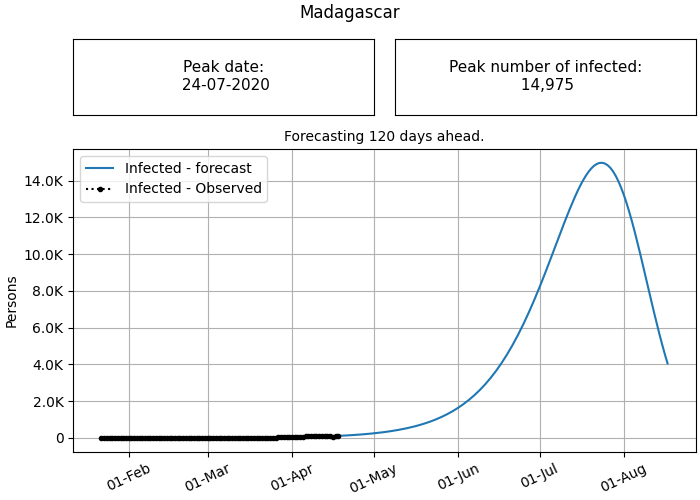 Madagascar
Peak date:
24-07-2020
Peak number of infected:
14,975
Forecasting 120 days ahead.
Infected - forecast
Infected - Observed
Persons
14.0K
12.0K
10.0K
8.0K
6.0K
4.0K
2.0K
0
01-Feb
01-Mar
01-Apr
01-May
01-Jun
01-Jul
01-Aug